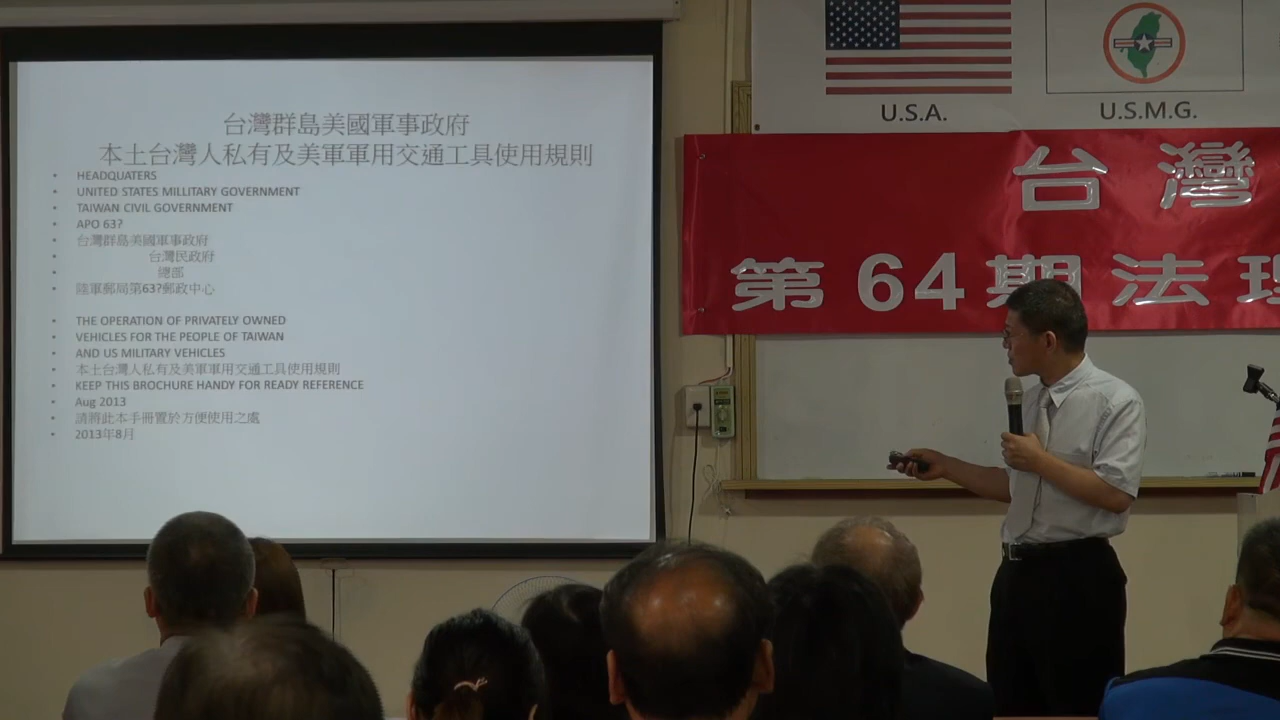 台灣群島美國軍事政府
本土台灣人私有及美軍軍用交通工具使用規則
HEADQUATERS
UNITED STATES MILLITARY GOVERNMENT
TAIWAN CIVIL GOVERNMENT
APO 63?
台灣群島美國軍事政府
台灣民政府
總部
陸軍郵局第63?郵政中心
THE OPERATION OF PRIVATELY OWNED
VEHICLES FOR THE PEOPLE OF TAIWAN
AND US MILITARY VEHICLES
本土台灣人私有及美軍軍用交通工具使用規則
KEEP THIS BROCHURE HANDY FOR READY REFERENCE
Aug 2013
請將此本手冊置於方便使用之處
2013年8月
U.S.A.
U.S.M.G.
台灣
第64期法理